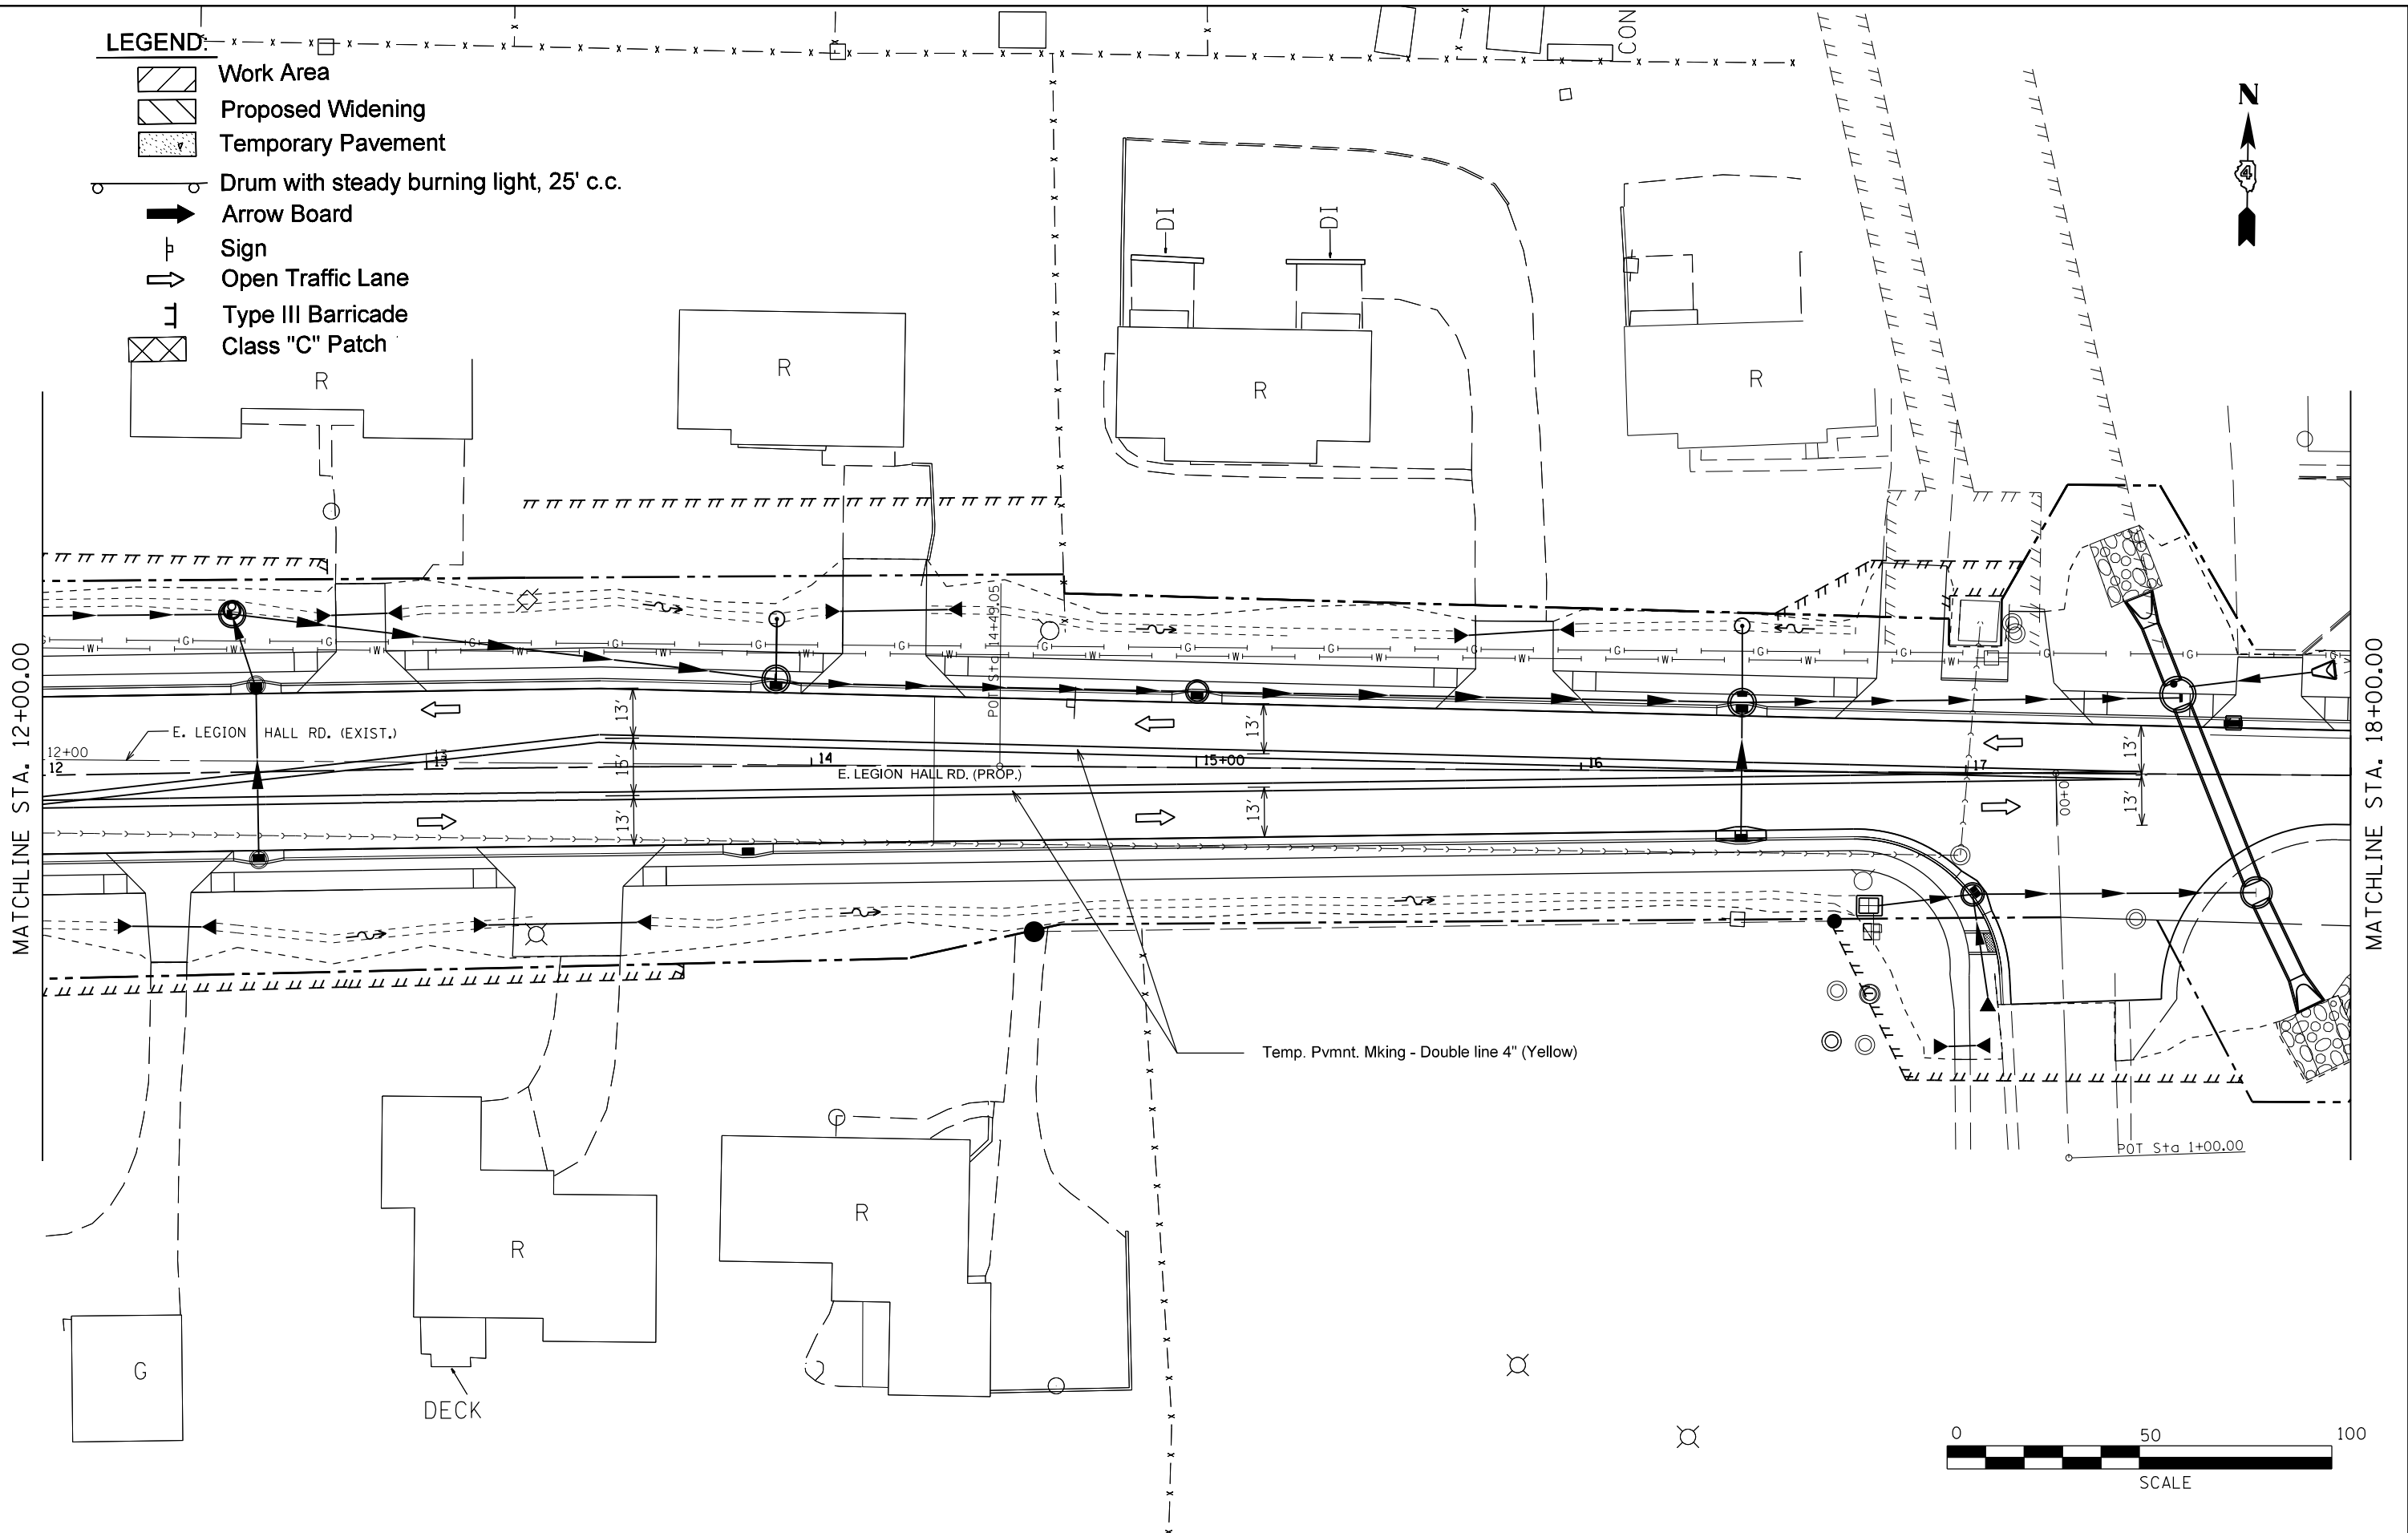 LEGEND:
Work Area
Proposed Widening
Temporary Pavement
Drum with steady burning light, 25' c.c.
Arrow Board
Sign
Open Traffic Lane
Type III Barricade
Class "C" Patch
CON
N
4
DI
DI
R
R
R
R
MATCHLINE STA. 12+00.00
MATCHLINE STA. 18+00.00
POT Sta 14+49.05
G G G G G G G G G G G G G G G G
W W W W W W W W W W W W W
E. LEGION HALL RD. (EXIST.)
12+00
12
13
14
15+00
16
17
E. LEGION HALL RD. (PROP.)
13'
13'
13'
13'
13'
13'
13'
0+00
Temp. Pvmnt. Mking - Double line 4" (Yellow)
POT Sta 1+00.00
R
R
G
DECK
0 50 100
SCALE